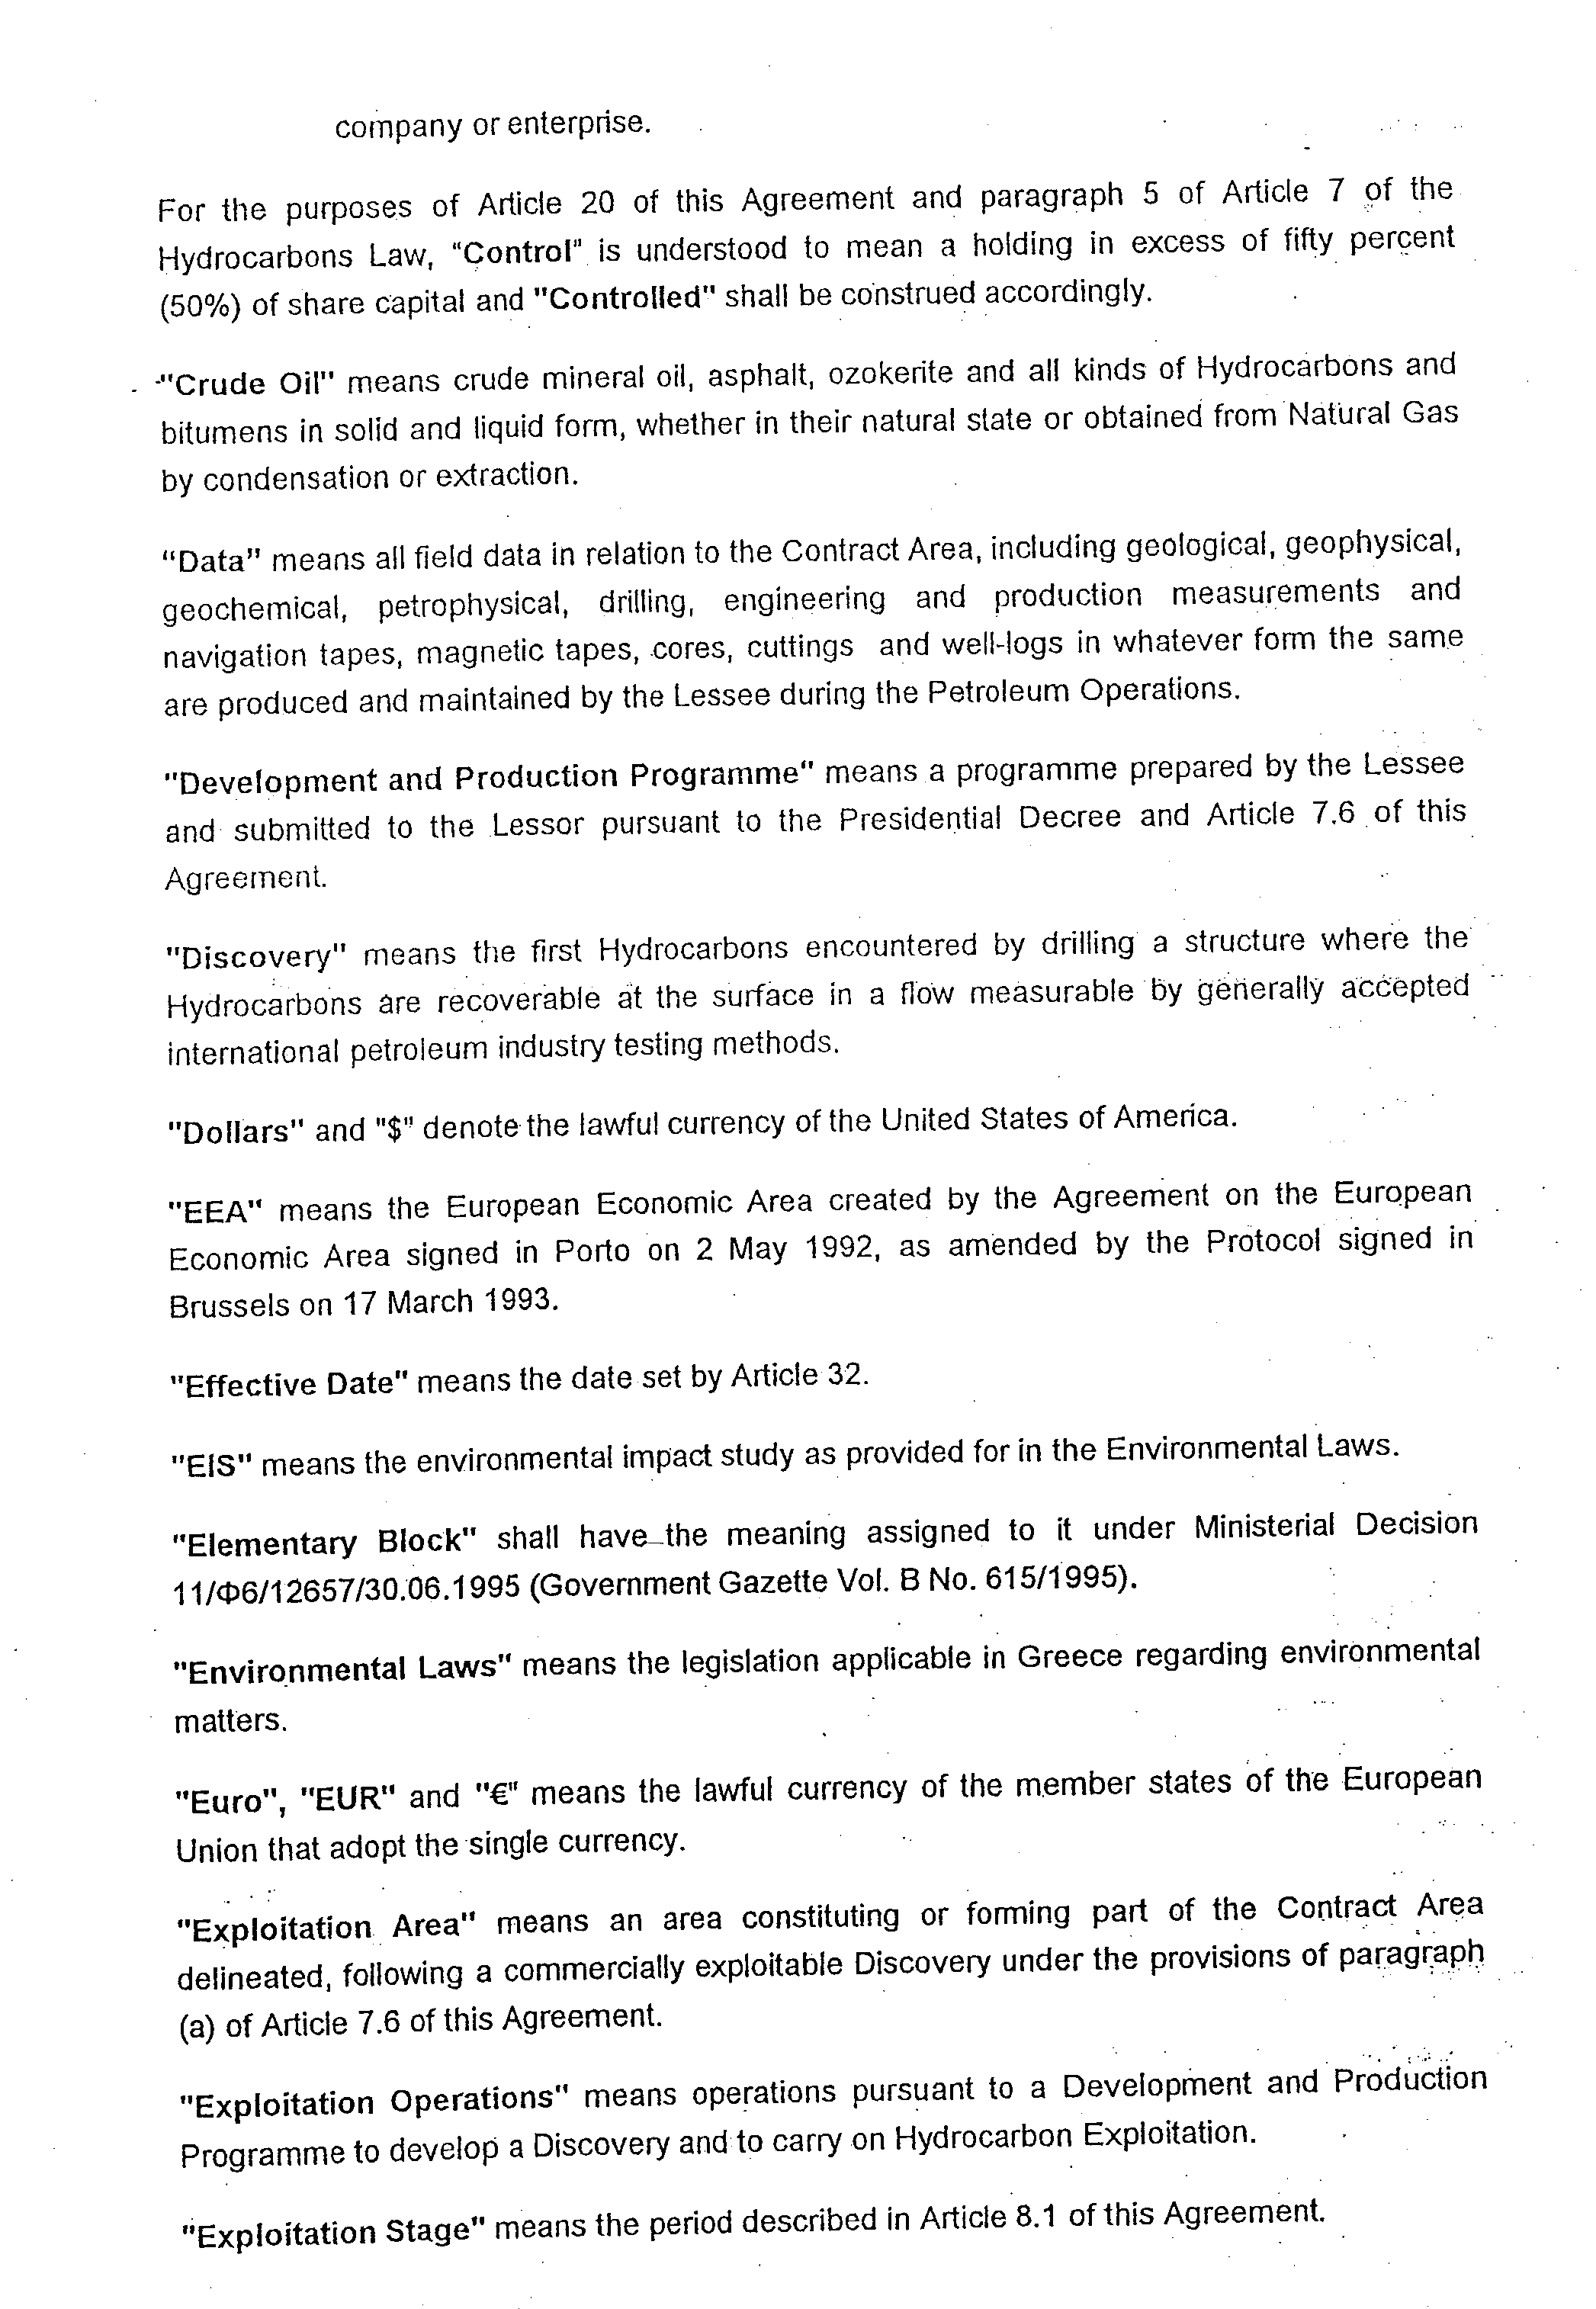 company or enterprise.
For the purposes of Article 20 of this Agreement and paragraph 5 of Article 7 of the
Hydrocarbons Law, "Control" is understood to mean a holding in excess of fifty percent
(50%) of share capital and "Controlled" shall be construed accordingly.
"Crude Oil" means crude mineral oil, asphalt, ozokerite and all kinds of Hydrocarbons and
bitumens in solid and liquid form, whether in their natural state or obtained from Natural Gas
by condensation or extraction.
"Data" means all field data in relation to the Contract Area, including geological, geophysical,
geochemical, petrophysical, drilling, engineering and production measurements and
navigation tapes, magnetic tapes, cores, cuttings and well-logs in whatever form the same
are produced and maintained by the Lessee during the Petroleum Operations.
"Development and Production Programme" means a programme prepared by the Lessee
and submitted to the Lessor pursuant to the Presidential Decree and Article 7.6 of this
Agreement.
"Discovery" means the first Hydrocarbons encountered by drilling a structure where the
Hydrocarbons are recoverable at the surface in a flow measurable by generally accepted
international petroleum industry testing methods.
"Dollars" and "$" denote the lawful currency of the United States of America.
"EEA" means the European Economic Area created by the Agreement on the European
Economic Area signed in Porto on 2 May 1992, as amended by the Protocol signed in
Brussels on 17 March 1993.
"Effective Date" means the date set by Article 32.
"EIS" means the environmental impact study as provided for in the Environmental Laws.
"Elementary Block" shall have the meaning assigned to it under Ministerial Decision
11/Φ6/12657/30.06.1995 (Government Gazette Vol. B No. 615/1995).
"Environmental Laws" means the legislation applicable in Greece regarding environmental
matters.
"Euro", "EUR" and "€" means the lawful currency of the member states of the European
Union that adopt the single currency.
"Exploitation Area" means an area constituting or forming part of the Contract Area
delineated, following a commercially exploitable Discovery under the provisions of paragraph
(a) of Article 7.6 of this Agreement.
"Exploitation Operations" means operations pursuant to a Development and Production
Programme to develop a Discovery and to carry on Hydrocarbon Exploitation.
"Exploitation Stage" means the period described in Article 8.1 of this Agreement.